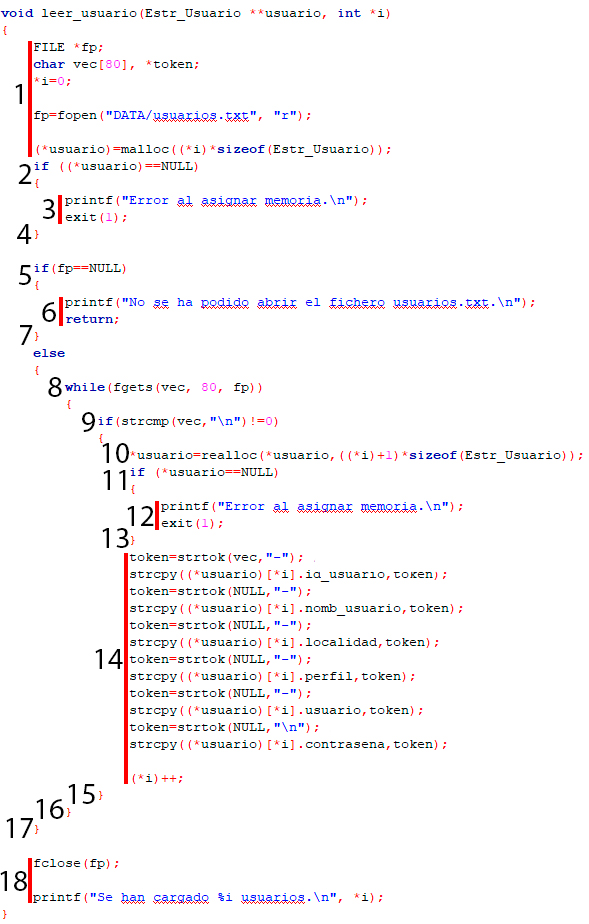 void leer_usuario(Estr_Usuario **usuario, int *i)
{
FILE *fp;
char vec[80], *token;
1 *i=0;
fp=fopen("DATA/usuarios.txt", "r");
(*usuario)=malloc((*i)*sizeof(Estr_Usuario));
2 if ((*usuario)==NULL)
{
3 printf("Error al asignar memoria.\n");
exit(1);
4 }
5 if(fp==NULL)
{
6 printf("No se ha podido abrir el fichero usuarios.txt.\n");
return;
7 }
else
{
8 while(fgets(vec, 80, fp))
{
9 if(strcmp(vec,"\n")!=0)
{
10 *usuario=realloc(*usuario,((*i)+1)*sizeof(Estr_Usuario));
11 if (*usuario==NULL)
{
12 printf("Error al asignar memoria.\n");
exit(1);
13 }
token=strtok(vec,"-");
strcpy((*usuario)[*i].id_usuario,token);
token=strtok(NULL,"-");
strcpy((*usuario)[*i].nomb_usuario,token);
token=strtok(NULL,"-");
strcpy((*usuario)[*i].localidad,token);
14 token=strtok(NULL,"-");
strcpy((*usuario)[*i].perfil,token);
token=strtok(NULL,"-");
strcpy((*usuario)[*i].usuario,token);
token=strtok(NULL,"\n");
strcpy((*usuario)[*i].contrasena,token);
(*i)++;
15 }
16 }
17 }
18 fclose(fp);
printf("Se han cargado %i usuarios.\n", *i);
}